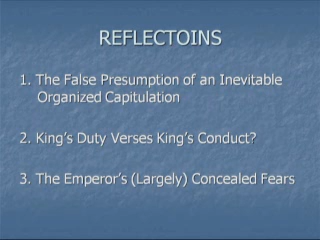 REFLECTOINS
1. The False Presumption of an Inevitable
Organized Capitulation
2. King's Duty Verses King's Conduct?
3. The Emperor's (Largely) Concealed Fears